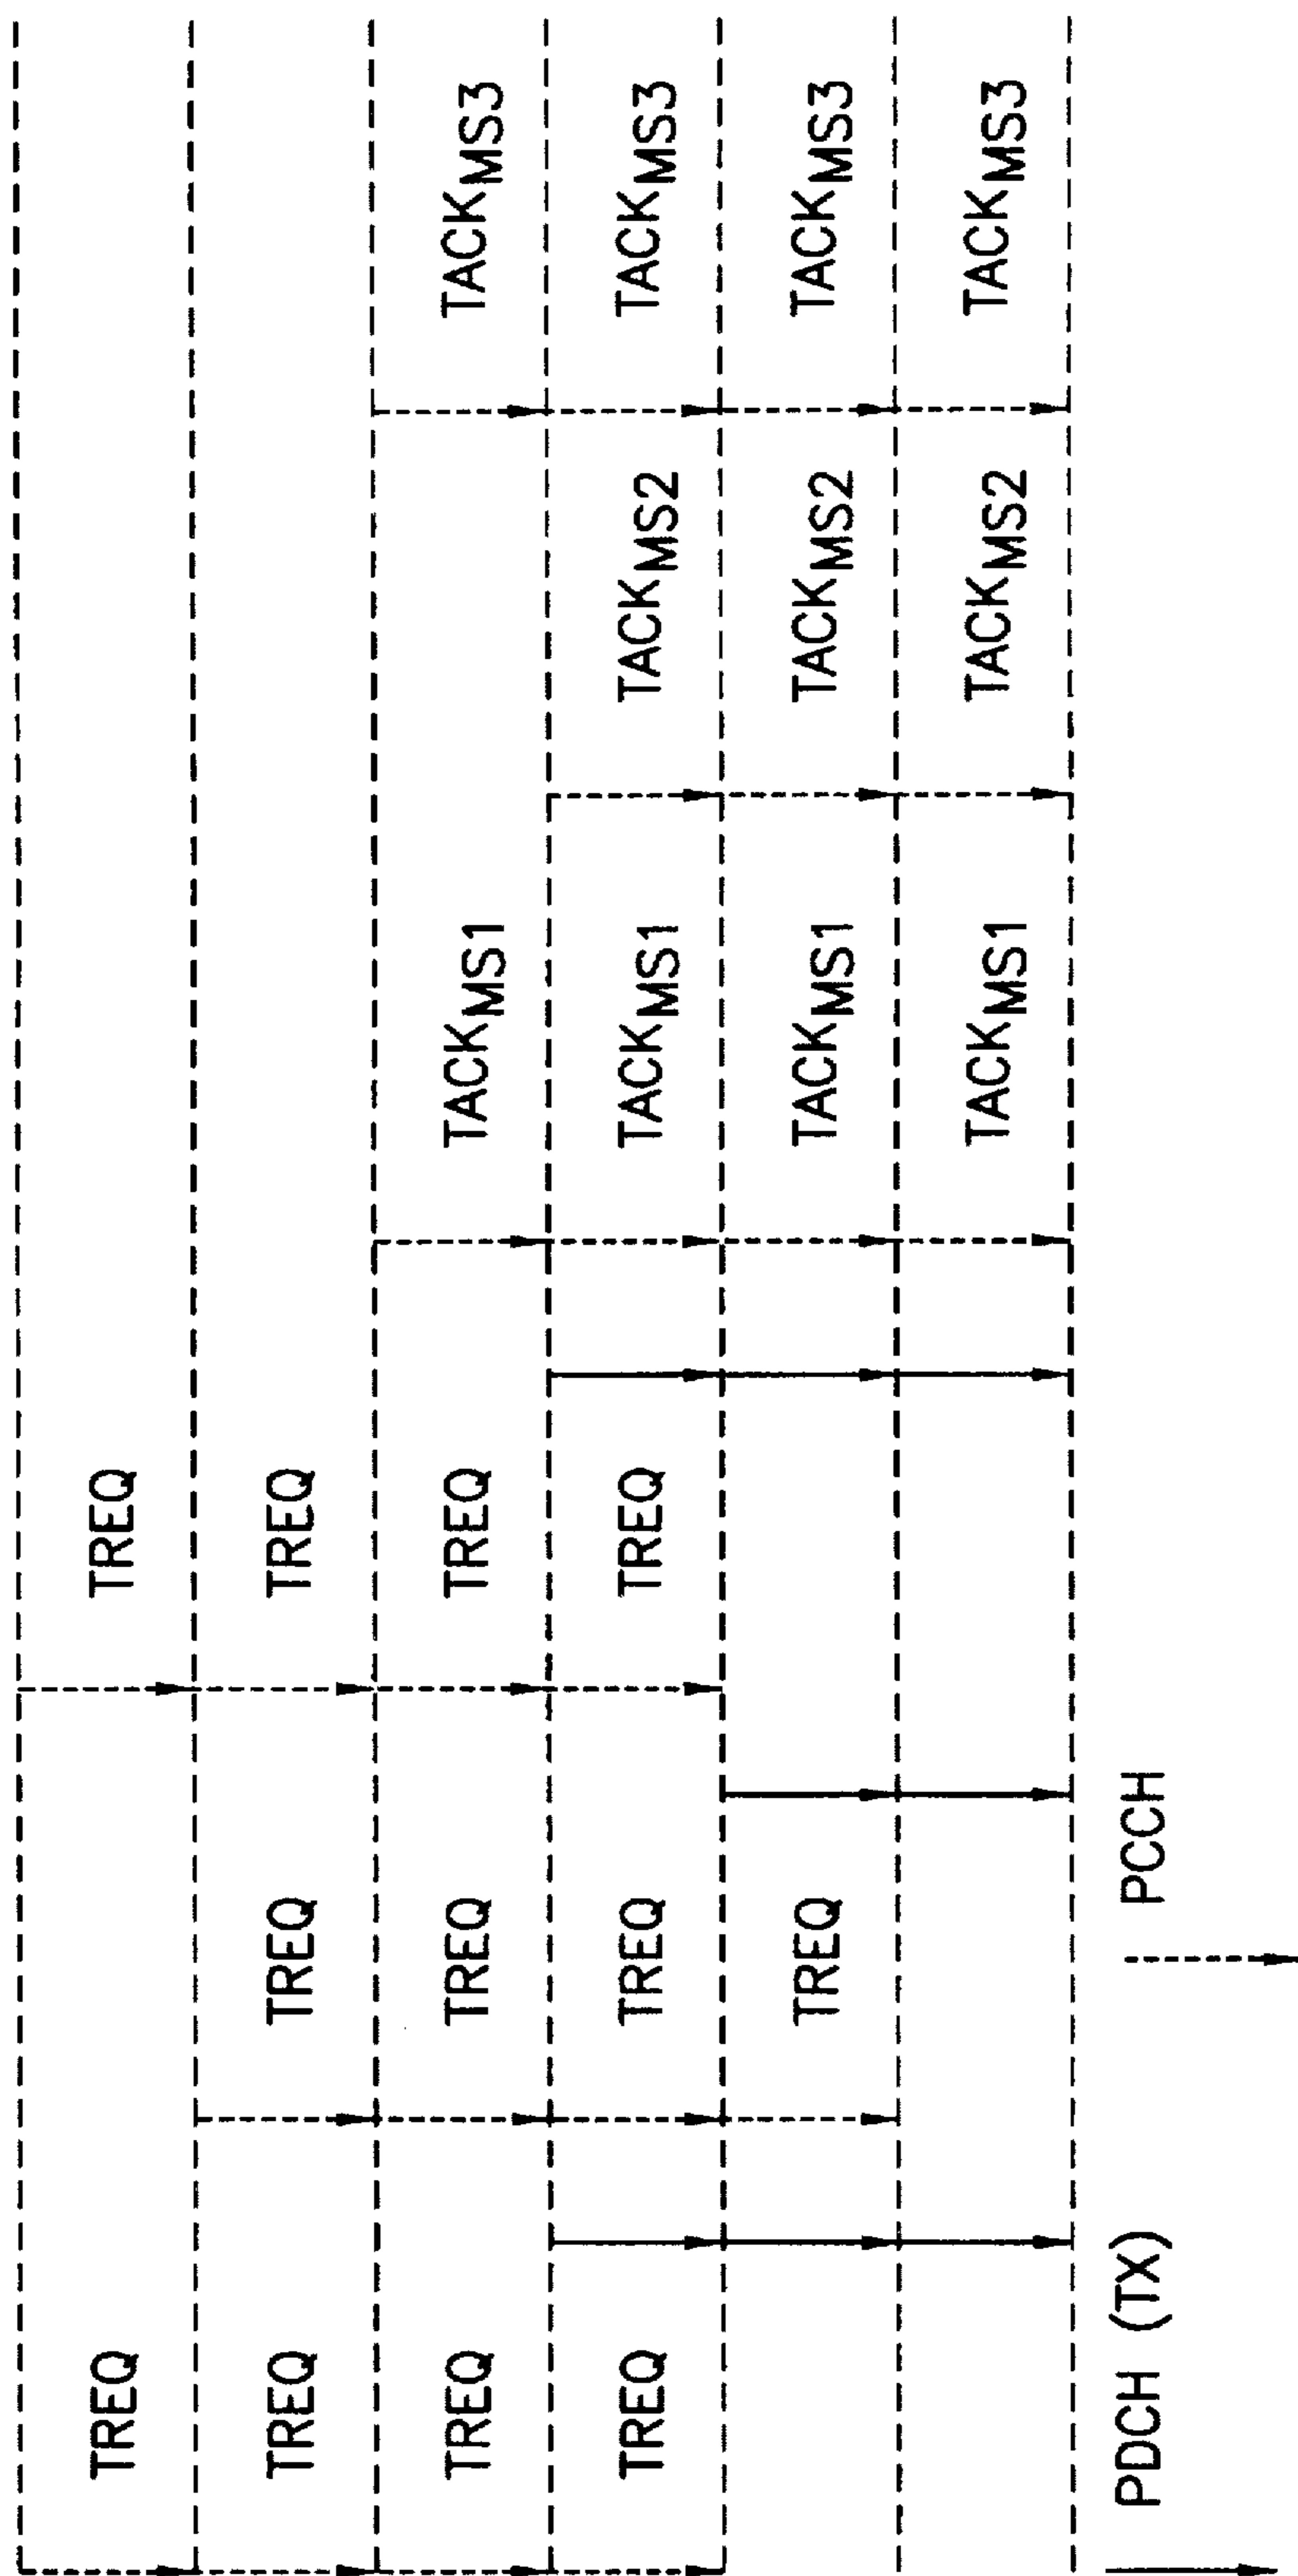 TREQ TREQ
TREQ TREQ TREQ
TREQ TREQ TREQ TACKMS1 TACKMS3
TREQ TREQ TREQ TACKMS1 TACKMS2 TACKMS3
TREQ TACKMS1 TACKMS2 TACKMS3
TACKMS1 TACKMS2 TACKMS3
PDCH (TX) PCCH